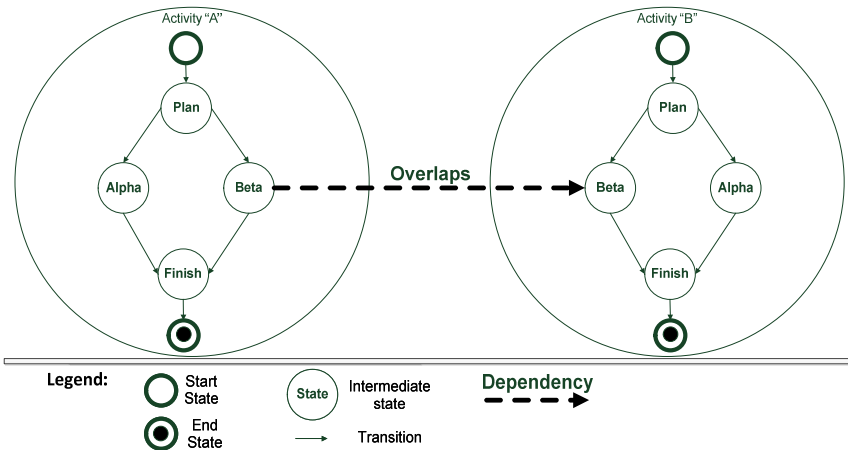 Activity “A”
Plan
Alpha
Beta
Finish
Overlaps
Activity “B”
Plan
Beta
Alpha
Finish
Legend:
Start
State
End
State
State
Intermediate
state
Transition
Dependency